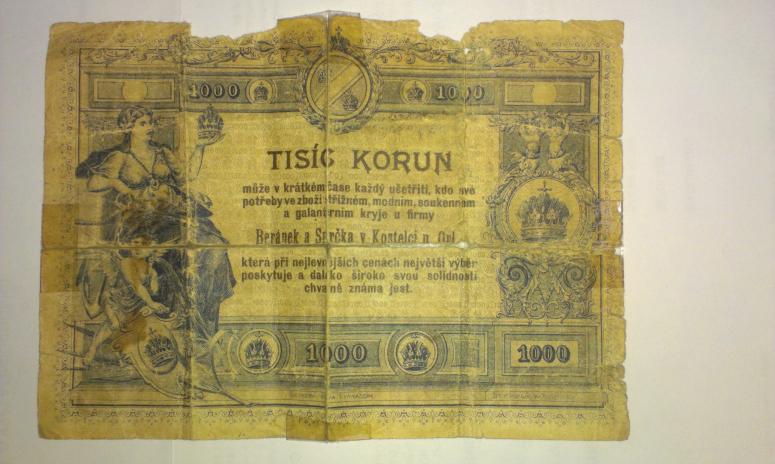 1000 1000
TISÍC KORUN
může v krátkém čase každý ušetřiti, kdo své
potřeby ve zboží střižném, modním, soukenném
a galanterním kryje u firmy
Beránek a Sprčka v Kostelci n. Orl.
která při nejlevnějších cenách největší výběr
poskytuje a daleko široko svou solidností
chvalně známa jest.
1000 1000